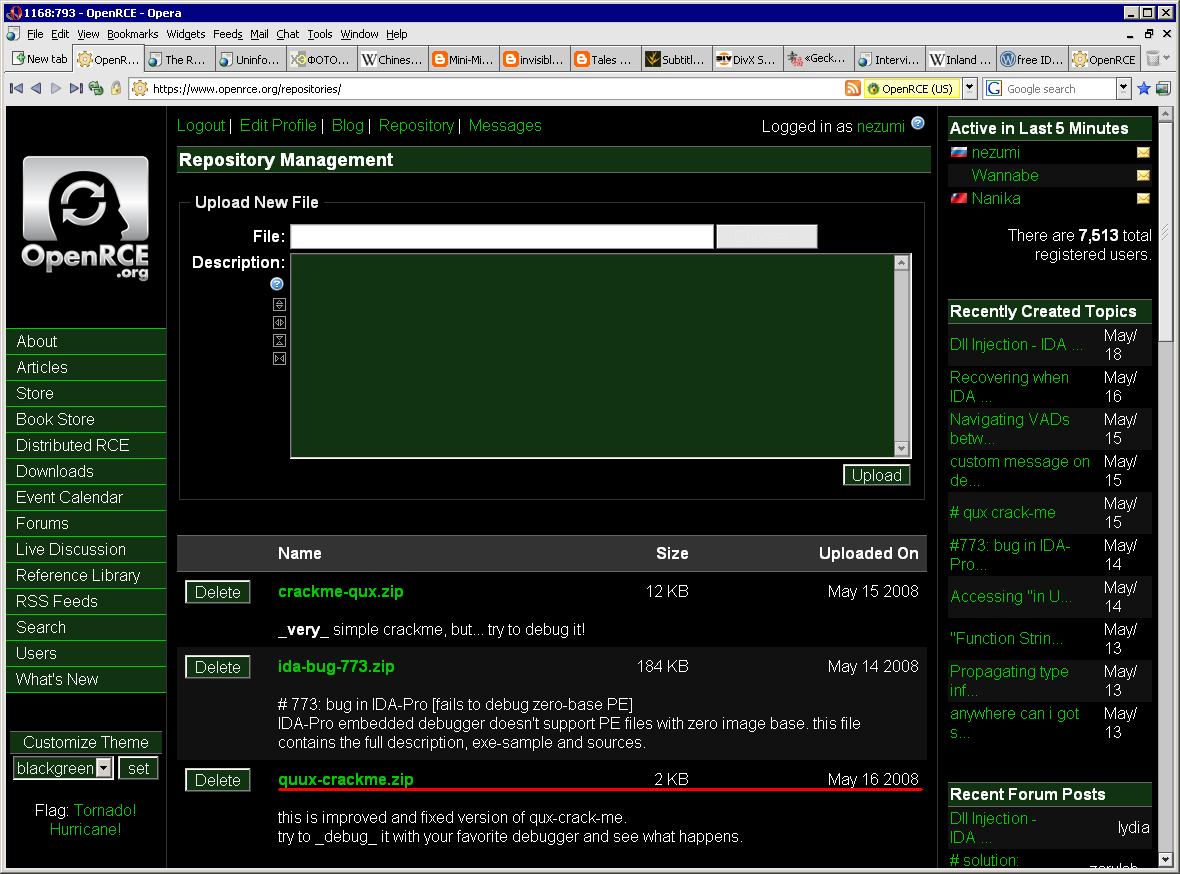 1168:793 - OpenRCE - Opera
File Edit View Bookmarks Widgets Feeds Mail Chat Tools Window Help
New tab OpenR... The R... Uninfo... ФОТО... Chines... Mini-Mi... invisibl... Tales ... Subtitl... DivX S... «Geck... Intervi... Inland ... free ID... OpenRCE
https://www.openrce.org/repositories/ OpenRCE (US) Google search
OpenRCE
.org
About
Articles
Store
Book Store
Distributed RCE
Downloads
Event Calendar
Forums
Live Discussion
Reference Library
RSS Feeds
Search
Users
What's New
Customize Theme
blackgreen set
Flag: Tornado!
Hurricane!
Logout | Edit Profile | Blog | Repository | Messages
Logged in as nezumi
Repository Management
Upload New File
File:
Description:
Upload
Name Size Uploaded On
Delete crackme-qux.zip 12 KB May 15 2008
_very_ simple crackme, but... try to debug it!
Delete ida-bug-773.zip 184 KB May 14 2008
# 773: bug in IDA-Pro [fails to debug zero-base PE]
IDA-Pro embedded debugger doesn't support PE files with zero image base. this file
contains the full description, exe-sample and sources.
Delete quux-crackme.zip 2 KB May 16 2008
this is improved and fixed version of qux-crack-me.
try to _debug_ it with your favorite debugger and see what happens.
Active in Last 5 Minutes
nezumi
Wannabe
Nanika
There are 7,513 total
registered users.
Recently Created Topics
Dll Injection - IDA ... May/
18
Recovering when May/
IDA ... 16
Navigating VADs May/
betw... 15
custom message on May/
de... 15
# qux crack-me May/
15
#773: bug in IDA- May/
Pro... 14
Accessing "in U... May/
14
"Function Strin... May/
13
Propagating type May/
inf... 13
anywhere can i got May/
s... 13
Recent Forum Posts
Dll Injection - lydia
IDA ...
# solution: